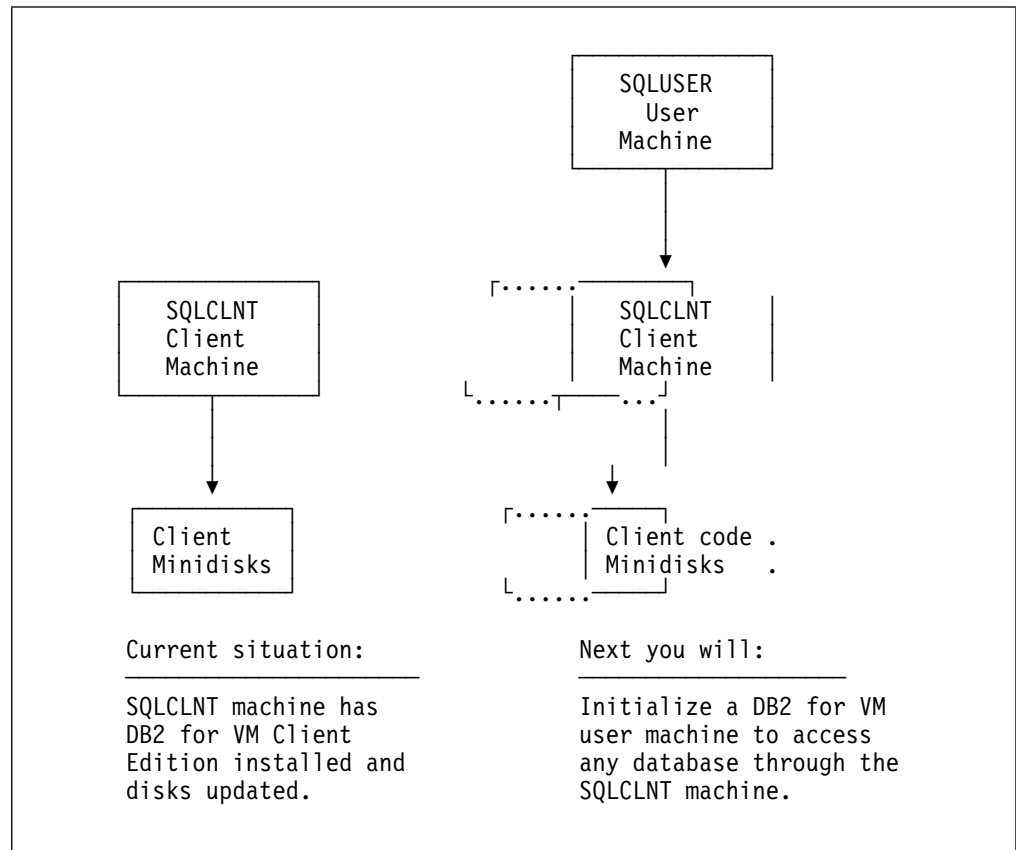 SQLUSER
User
Machine
SQLCLNT
Client
Machine
SQLCLNT
Client
Machine
Client
Minidisks
Client code .
Minidisks .
Current situation:
SQLCLNT machine has
DB2 for VM Client
Edition installed and
disks updated.
Next you will:
Initialize a DB2 for VM
user machine to access
any database through the
SQLCLNT machine.